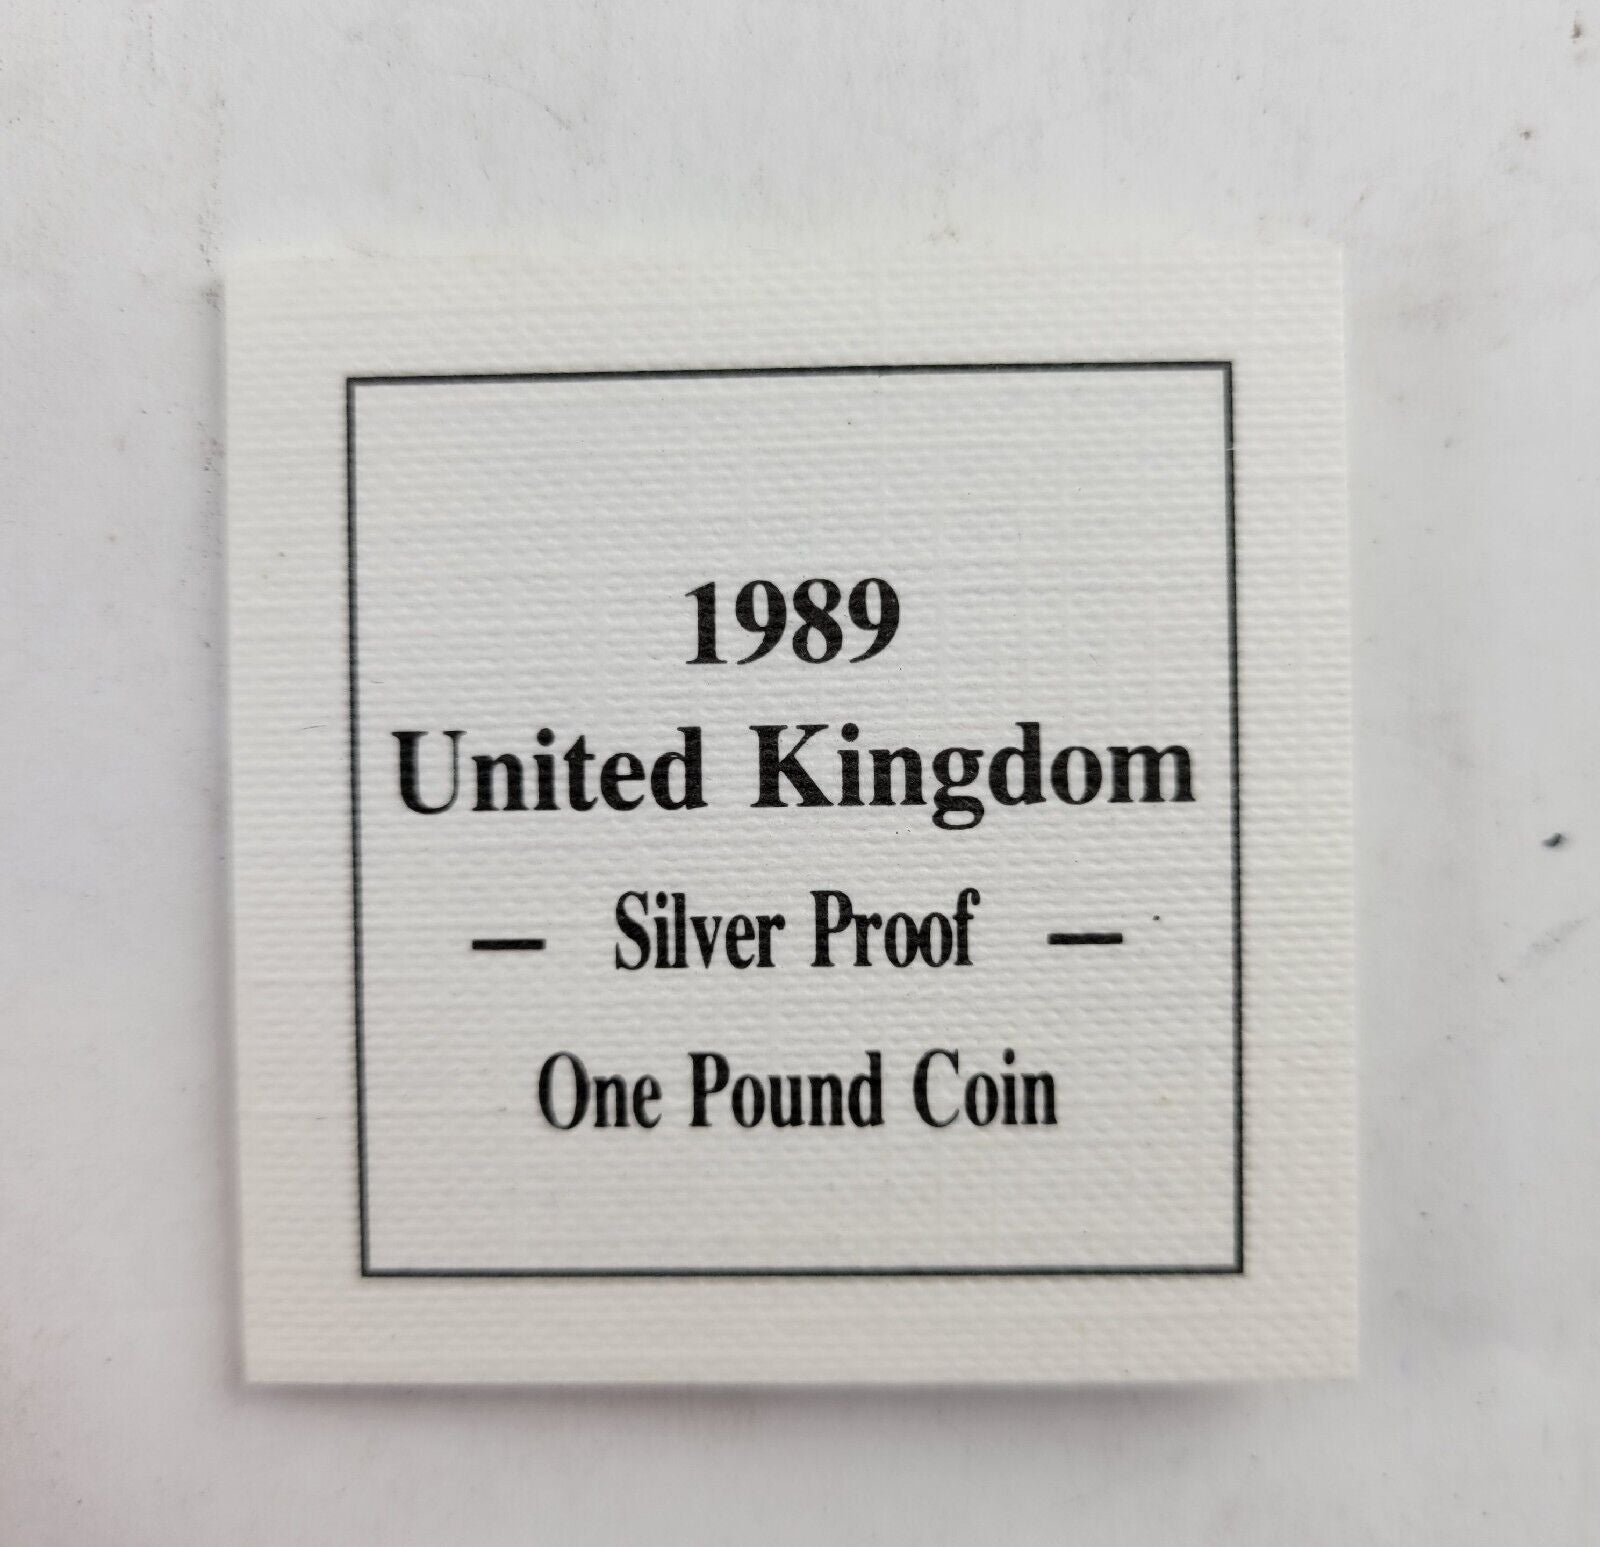 1989
United Kingdom
— Silver Proof —
One Pound Coin